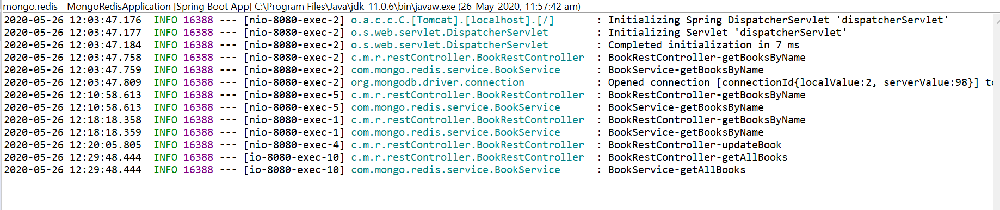 mongo.redis - MongoRedisApplication [Spring Boot App] C:\Program Files\Java\jdk-11.0.6\bin\javaw.exe (26-May-2020, 11:57:42 am)
2020-05-26 12:03:47.176  INFO 16388 --- [nio-8080-exec-2] o.a.c.c.C.[Tomcat].[localhost].[/]       : Initializing Spring DispatcherServlet 'dispatcherServlet'
2020-05-26 12:03:47.177  INFO 16388 --- [nio-8080-exec-2] o.s.web.servlet.DispatcherServlet        : Initializing Servlet 'dispatcherServlet'
2020-05-26 12:03:47.184  INFO 16388 --- [nio-8080-exec-2] o.s.web.servlet.DispatcherServlet        : Completed initialization in 7 ms
2020-05-26 12:03:47.758  INFO 16388 --- [nio-8080-exec-2] c.m.r.restController.BookRestController  : BookRestController-getBooksByName
2020-05-26 12:03:47.759  INFO 16388 --- [nio-8080-exec-2] com.mongo.redis.service.BookService      : BookService-getBooksByName
2020-05-26 12:03:47.809  INFO 16388 --- [nio-8080-exec-2] org.mongodb.driver.connection            : Opened connection [connectionId{localValue:2, serverValue:98}] to
2020-05-26 12:10:58.613  INFO 16388 --- [nio-8080-exec-5] c.m.r.restController.BookRestController  : BookRestController-getBooksByName
2020-05-26 12:10:58.613  INFO 16388 --- [nio-8080-exec-5] com.mongo.redis.service.BookService      : BookService-getBooksByName
2020-05-26 12:18:18.358  INFO 16388 --- [nio-8080-exec-1] c.m.r.restController.BookRestController  : BookRestController-getBooksByName
2020-05-26 12:18:18.359  INFO 16388 --- [nio-8080-exec-1] com.mongo.redis.service.BookService      : BookService-getBooksByName
2020-05-26 12:20:05.805  INFO 16388 --- [nio-8080-exec-4] c.m.r.restController.BookRestController  : BookRestController-updateBook
2020-05-26 12:29:48.444  INFO 16388 --- [io-8080-exec-10] c.m.r.restController.BookRestController  : BookRestController-getAllBooks
2020-05-26 12:29:48.444  INFO 16388 --- [io-8080-exec-10] com.mongo.redis.service.BookService      : BookService-getAllBooks